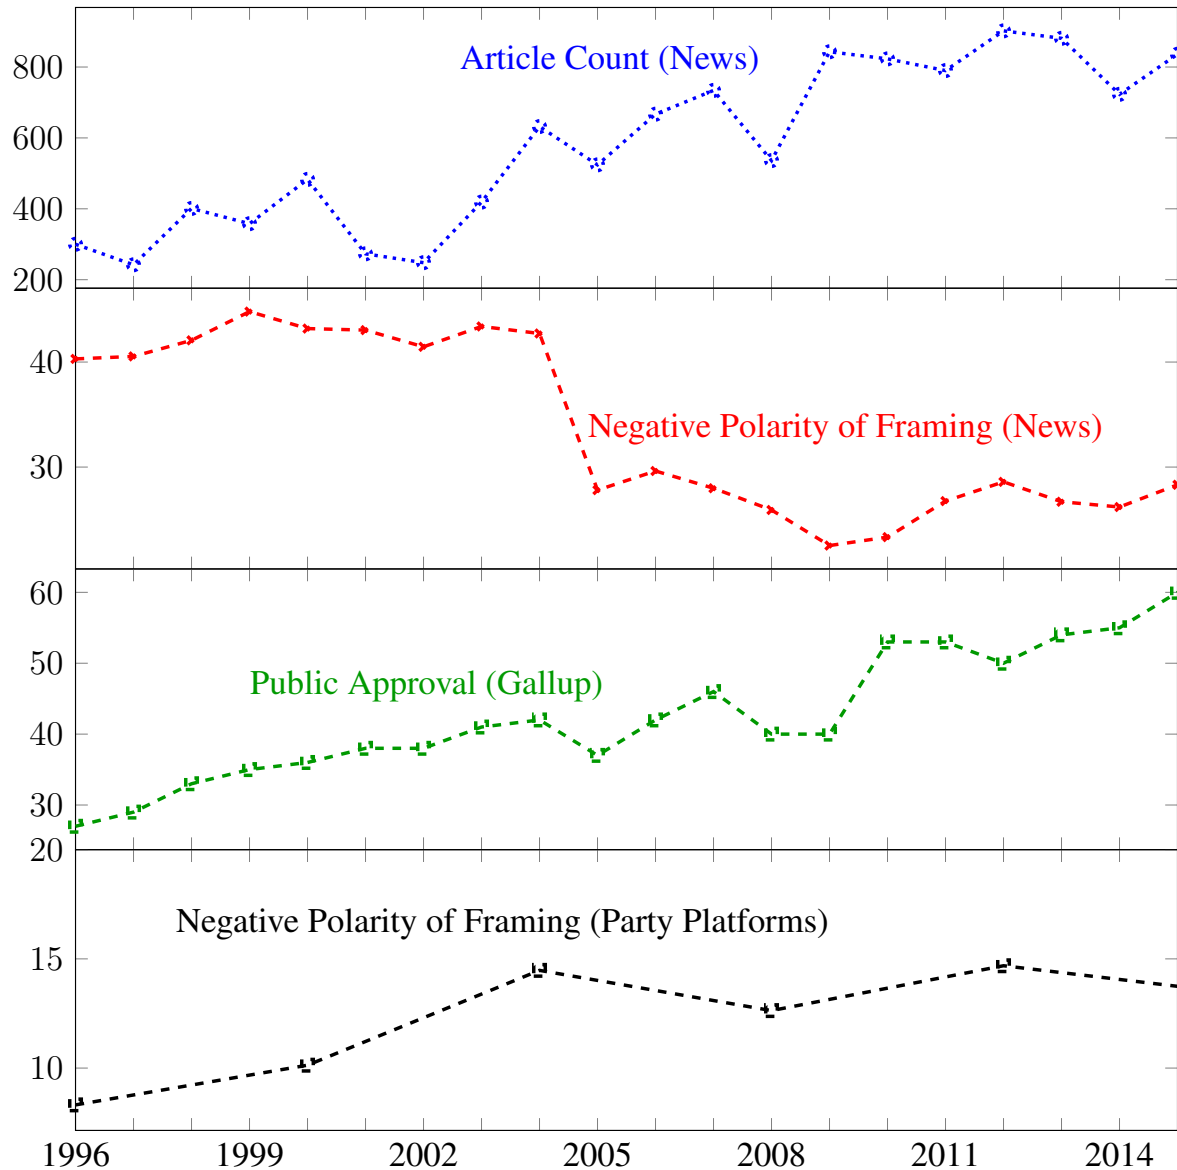 Article Count (News)
800
600
400
200
40
Negative Polarity of Framing (News)
30
60
Public Approval (Gallup)
50
40
30
20
Negative Polarity of Framing (Party Platforms)
15
10
1996 1999 2002 2005 2008 2011 2014